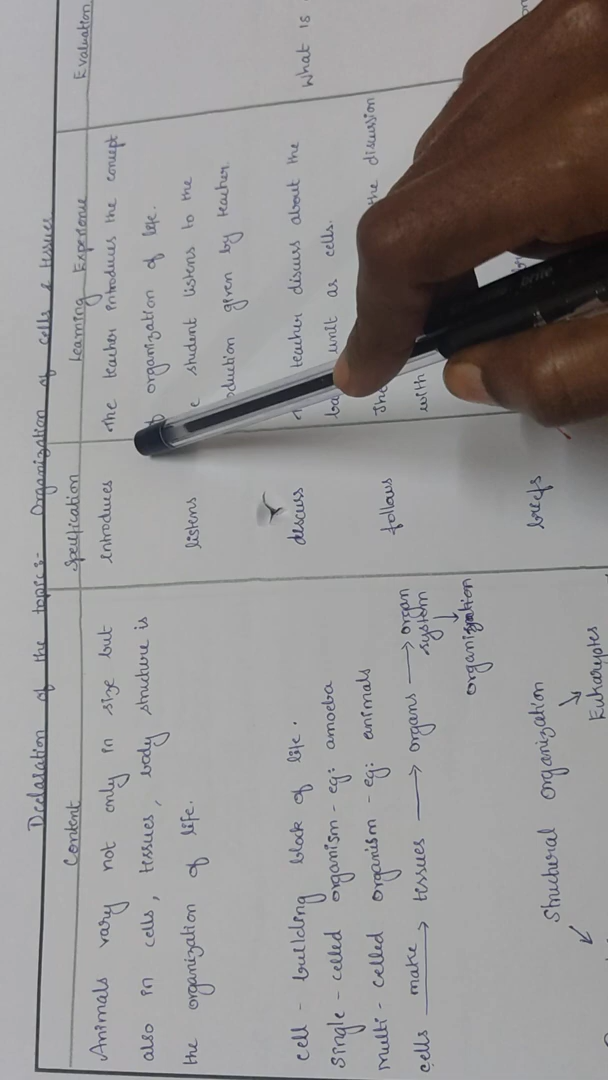 Declaration of the topic:- Organization of cells & tissues
Content
Specification
Learning Experience
Evaluation
Animals vary not only in size but
also in cells, tissues, body structure is
the organization of life.
introduces
listens
The teacher introduces the concept
organization of life.
student listens to the
given by teacher
cell - building block of life.
Single - celled organism - eg: amoeba
Multi - celled organism - eg: animals
cells make → tissues → organs → organ
system
↓
organization
discuss
follows
teacher discuss about the
unit as cells.
the discussion
with
What is
Structural organization
↙ ↘
Eukaryotes
briefs